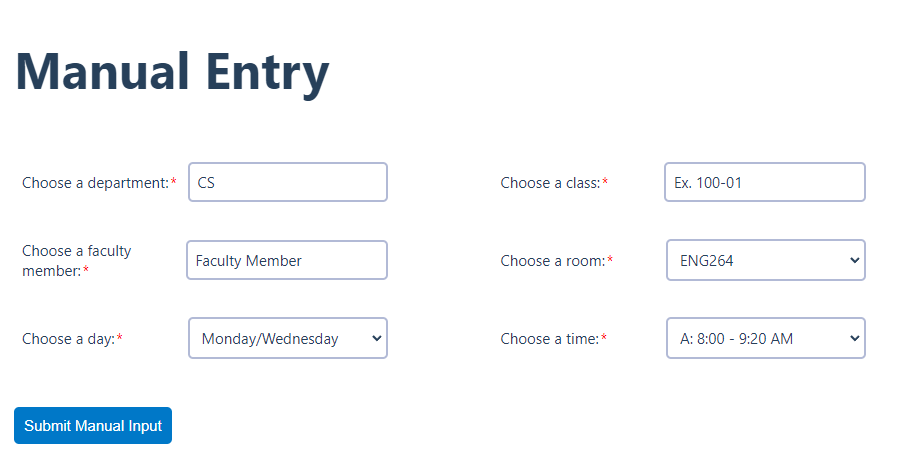 Manual Entry
Choose a department:* CS
Choose a class:* Ex. 100-01
Choose a faculty
member:* Faculty Member
Choose a room:* ENG264
Choose a day:* Monday/Wednesday
Choose a time:* A: 8:00 - 9:20 AM
Submit Manual Input